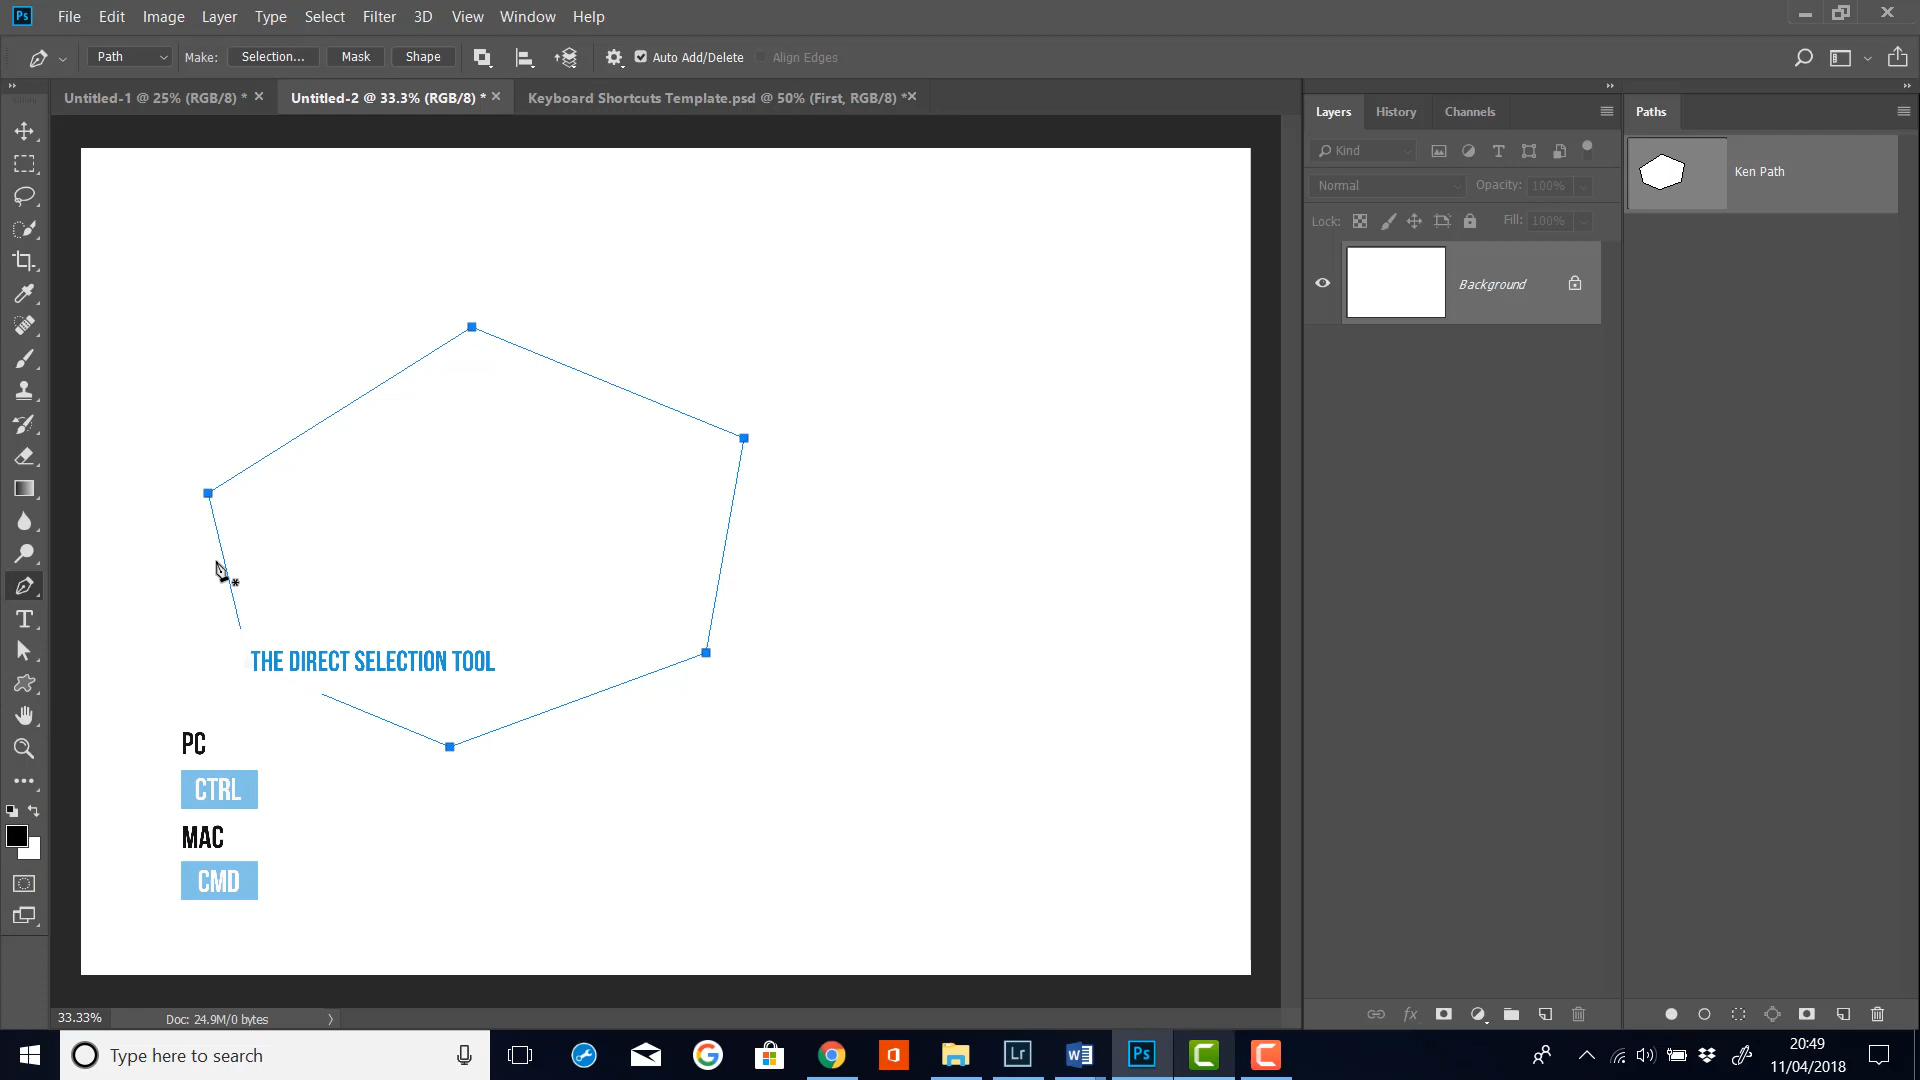 Ps File Edit Image Layer Type Select Filter 3D View Window Help
Path Make: Selection... Mask Shape Auto Add/Delete Align Edges
Untitled-1 @ 25% (RGB/8) * Untitled-2 @ 33.3% (RGB/8) * Keyboard Shortcuts Template.psd @ 50% (First, RGB/8) *
Layers History Channels Paths
Kind
Ken Path
Normal Opacity: 100%
Lock: Fill: 100%
Background
THE DIRECT SELECTION TOOL
PC
CTRL
MAC
CMD
33.33% Doc: 24.9M/0 bytes
fx
Type here to search
Lr
Ps
20:49
11/04/2018